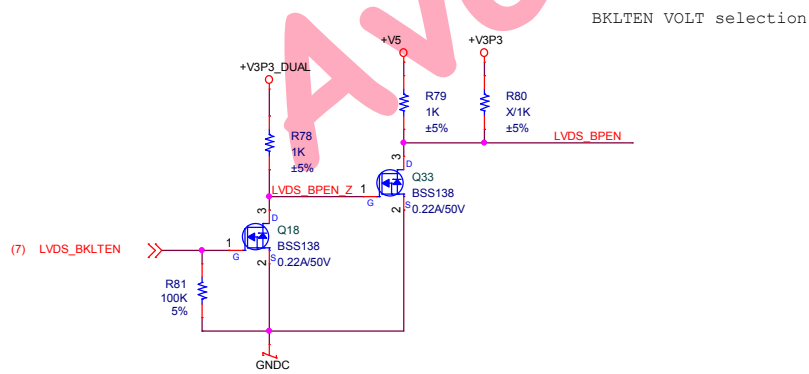 BKLTEN VOLT selection
+V5
+V3P3
+V3P3_DUAL
R79
1K
±5%
R80
X/1K
±5%
LVDS_BPEN
R78
1K
±5%
3
D
Q33
BSS138
0.22A/50V
LVDS_BPEN_Z
1
G
2
S
3
D
Q18
BSS138
0.22A/50V
(7) LVDS_BKLTEN
1
G
2
S
R81
100K
5%
GNDC